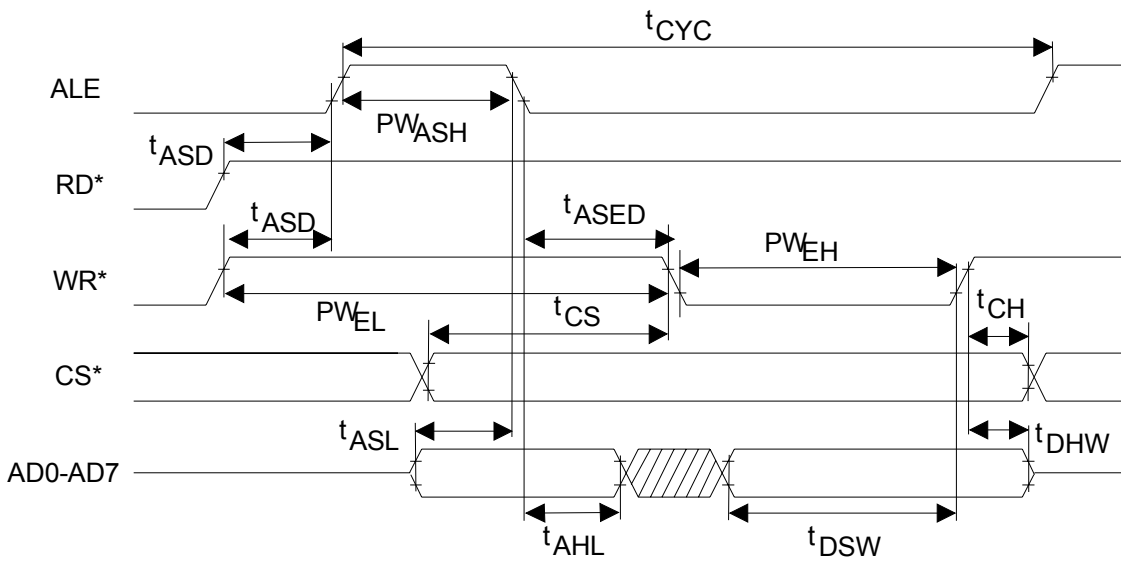 tCYC
ALE
PWASH
tASD
RD*
tASD
tASED
PWEH
WR*
PWEL
tCS
tCH
CS*
tASL
tDHW
AD0-AD7
tAHL
tDSW